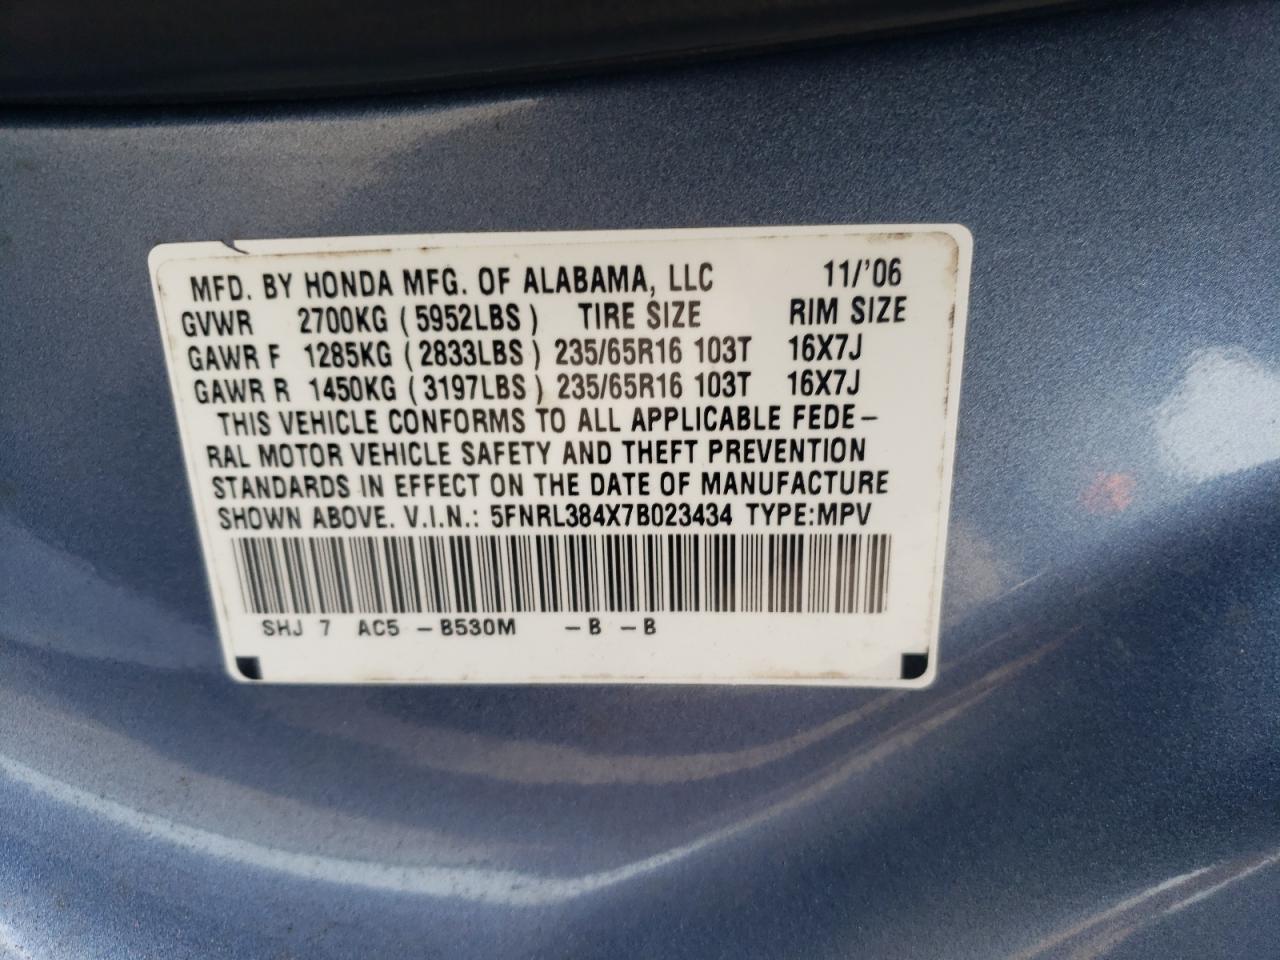 MFD. BY HONDA MFG. OF ALABAMA, LLC 11/'06
GVWR 2700KG (5952LBS) TIRE SIZE RIM SIZE
GAWR F 1285KG (2833LBS) 235/65R16 103T 16X7J
GAWR R 1450KG (3197LBS) 235/65R16 103T 16X7J
THIS VEHICLE CONFORMS TO ALL APPLICABLE FEDE-
RAL MOTOR VEHICLE SAFETY AND THEFT PREVENTION
STANDARDS IN EFFECT ON THE DATE OF MANUFACTURE
SHOWN ABOVE. V.I.N.: 5FNRL384X7B023434 TYPE:MPV
SHJ 7 AC5 -B530M -B -B